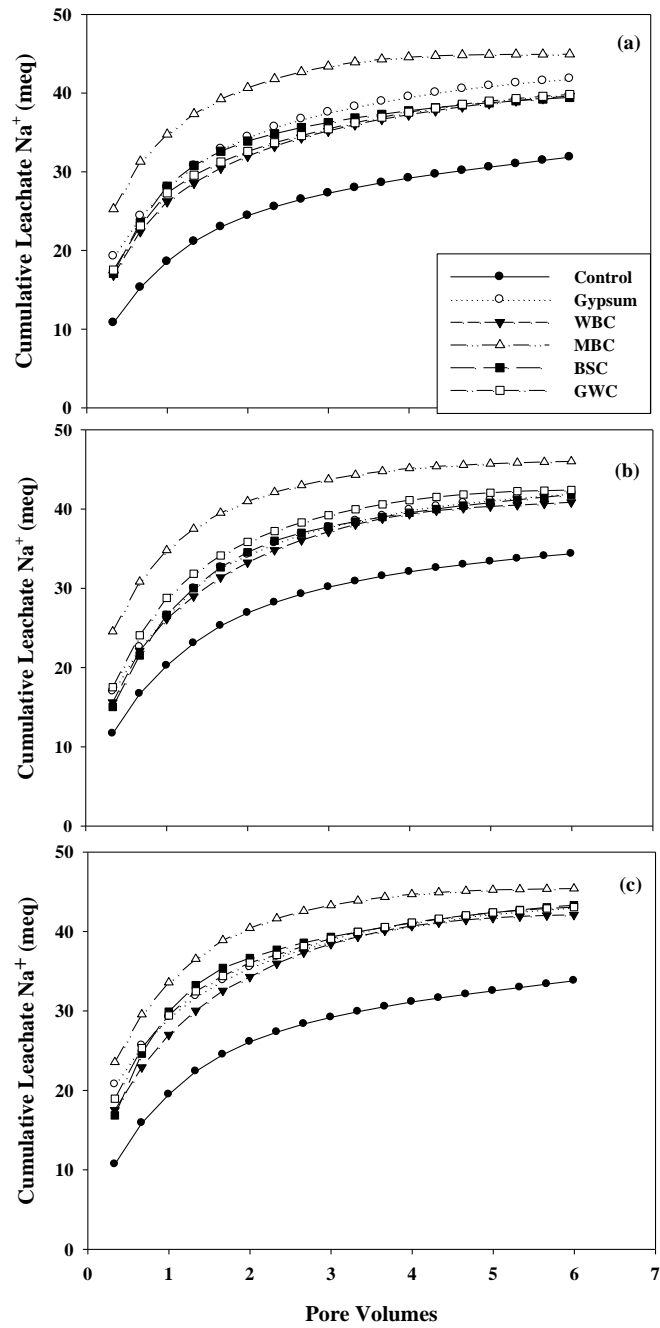 50
(a)
40
30
20
10
0
Cumulative Leachate Na+ (meq)
Control
Gypsum
WBC
MBC
BSC
GWC
50
(b)
40
30
20
10
0
Cumulative Leachate Na+ (meq)
50
(c)
40
30
20
10
0
Cumulative Leachate Na+ (meq)
0 1 2 3 4 5 6 7
Pore Volumes